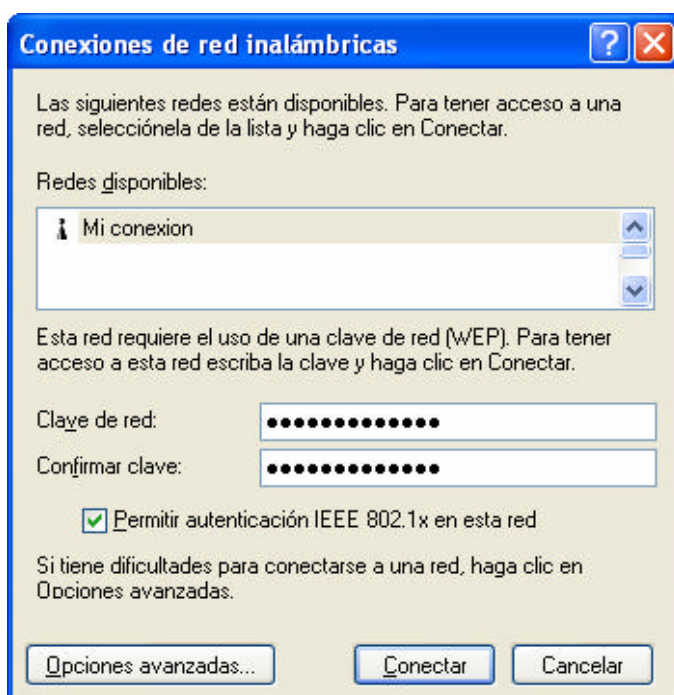 Conexiones de red inalámbricas
Las siguientes redes están disponibles. Para tener acceso a una
red, selecciónela de la lista y haga clic en Conectar.
Redes disponibles:
Mi conexion
Esta red requiere el uso de una clave de red (WEP). Para tener
acceso a esta red escriba la clave y haga clic en Conectar.
Clave de red: •••••••••••••
Confirmar clave: •••••••••••••
Permitir autenticación IEEE 802.1x en esta red
Si tiene dificultades para conectarse a una red, haga clic en
Opciones avanzadas.
Opciones avanzadas... Conectar Cancelar